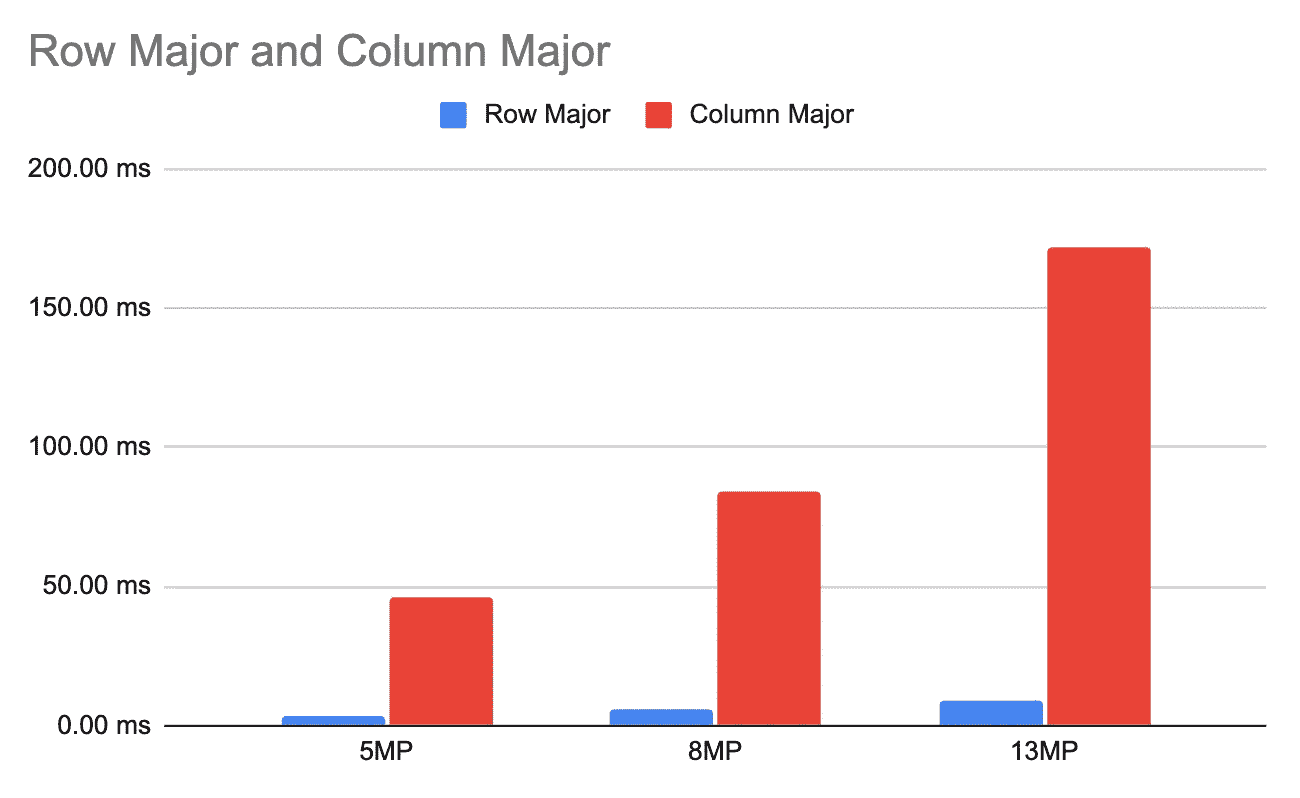 Row Major and Column Major
Row Major Column Major
200.00 ms
150.00 ms
100.00 ms
50.00 ms
0.00 ms
5MP 8MP 13MP